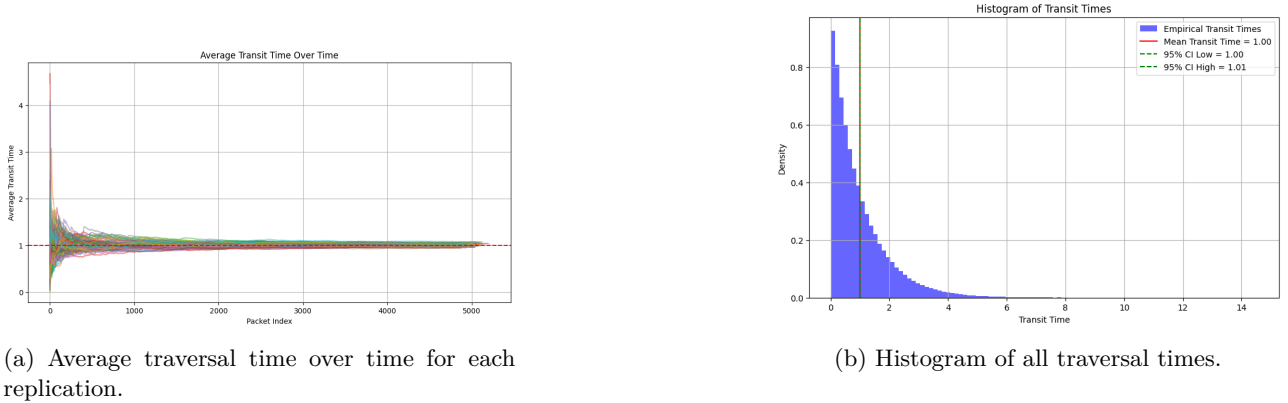 Average Transit Time Over Time
Average Transit Time
4
3
2
1
0
0 1000 2000 3000 4000 5000
Packet Index
(a) Average traversal time over time for each
replication.
Histogram of Transit Times
Empirical Transit Times
Mean Transit Time = 1.00
95% CI Low = 1.00
95% CI High = 1.01
Density
0.8
0.6
0.4
0.2
0.0
0 2 4 6 8 10 12 14
Transit Time
(b) Histogram of all traversal times.